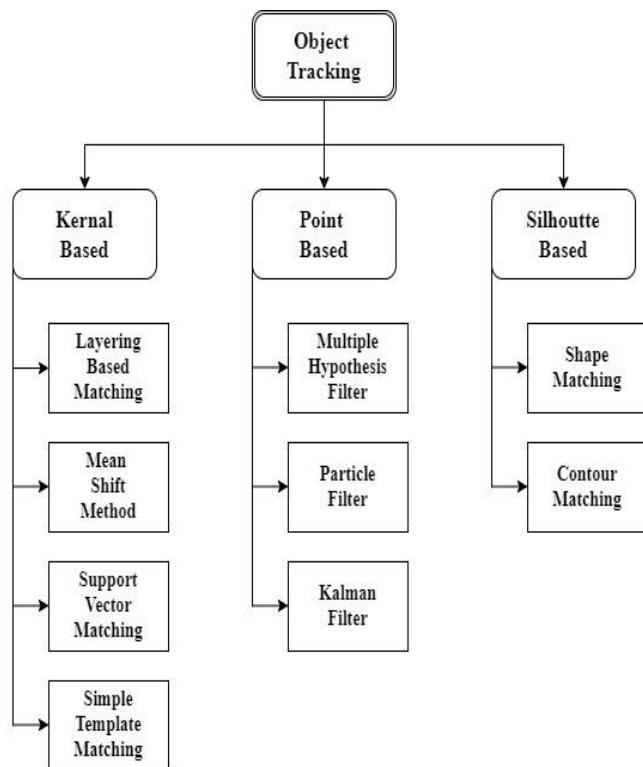 Object
Tracking
Kernal
Based
Point
Based
Silhoutte
Based
Layering
Based
Matching
Mean
Shift
Method
Support
Vector
Matching
Simple
Template
Matching
Multiple
Hypothesis
Filter
Particle
Filter
Kalman
Filter
Shape
Matching
Contour
Matching